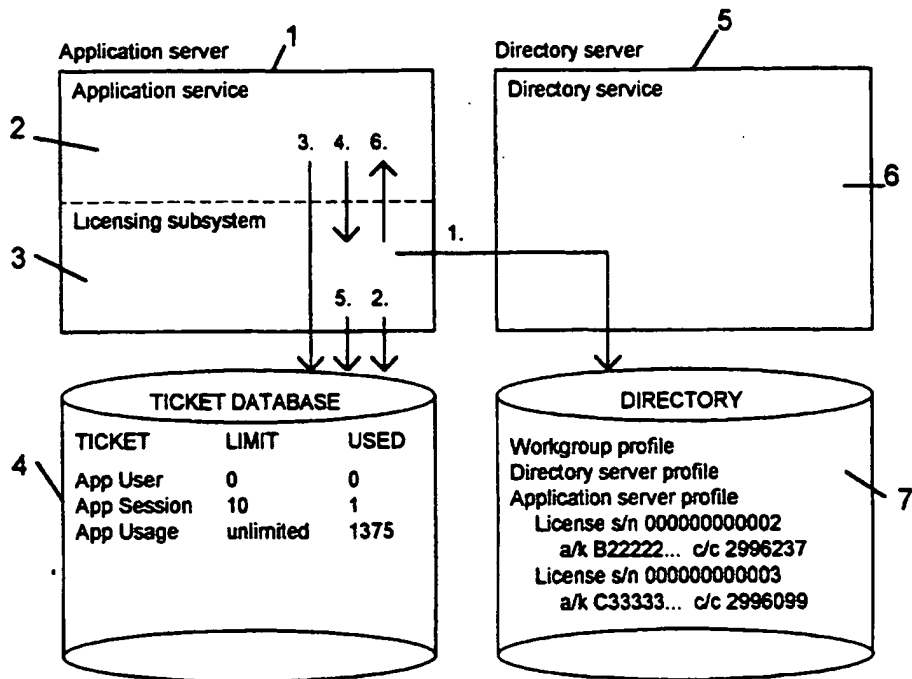 Application server
1
Application service
2
3. 4. 6.
Licensing subsystem
3
1.
5. 2.
Directory server
5
Directory service
6
TICKET DATABASE
TICKET LIMIT USED
4
App User 0 0
App Session 10 1
App Usage unlimited 1375
DIRECTORY
Workgroup profile
Directory server profile
Application server profile
7
License s/n 000000000002
a/k B22222... c/c 2996237
License s/n 000000000003
a/k C33333... c/c 2996099